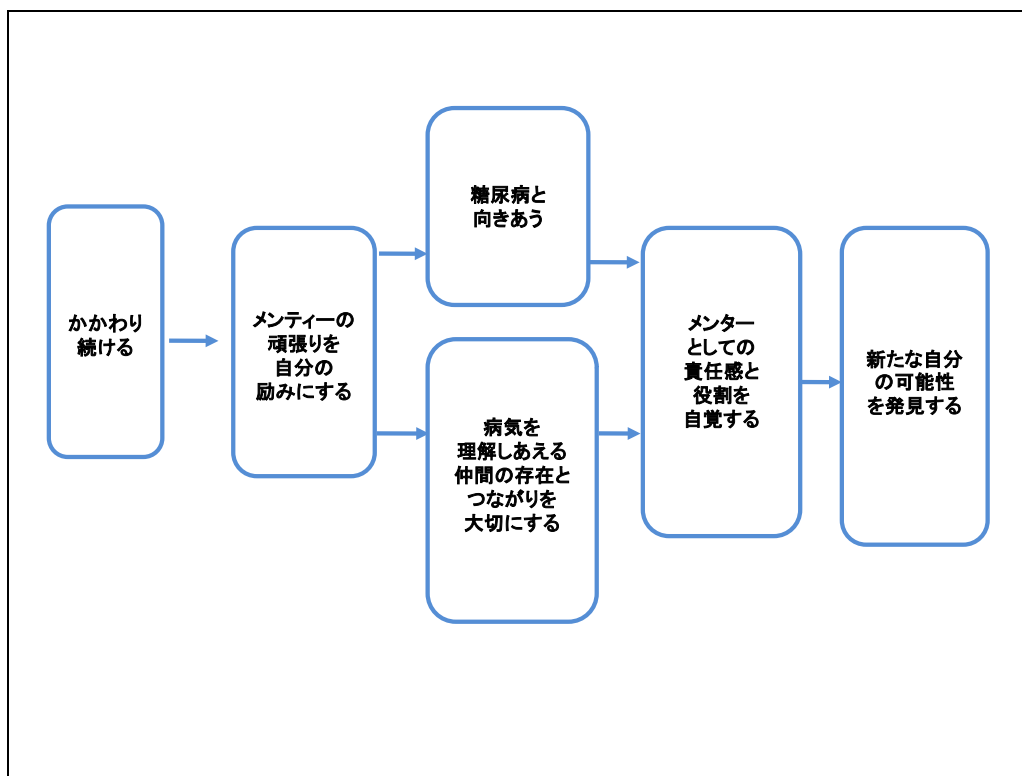 かかわり
続ける
メンティーの
頑張りを
自分の
励みにする
糖尿病と
向きあう
病気を
理解しあえる
仲間の存在と
つながりを
大切にする
メンター
としての
責任感と
役割を
自覚する
新たな自分
の可能性
を発見する